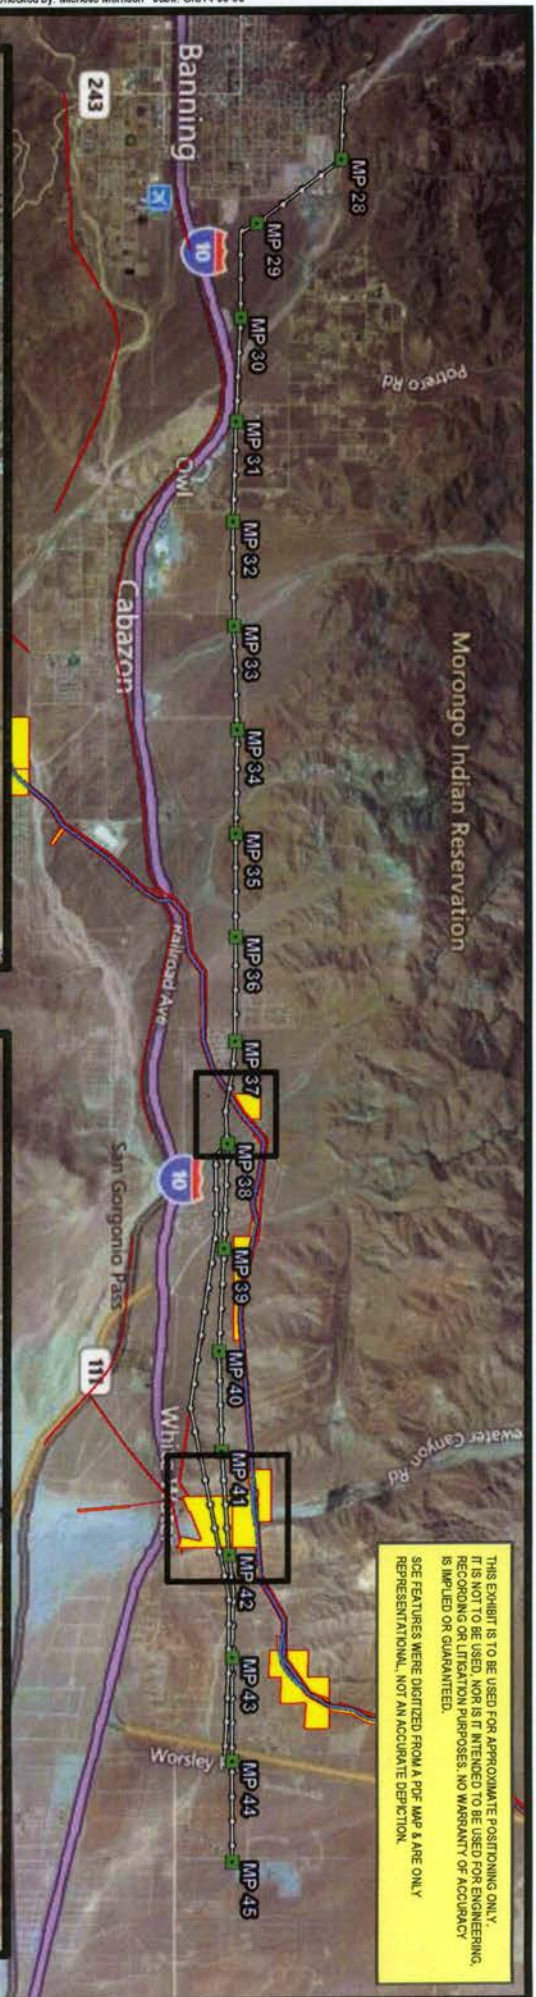 Banning
243
10
MP 28
MP 29
MP 30
Potrero Rd
MP 31
Owl
MP 32
Cabazon
MP 33
Morongo Indian Reservation
MP 34
MP 35
MP 36
Railroad Ave
MP 37
MP 38
San Gorgonio Pass
10
MP 39
MP 40
111
MP 41
ewater Canyon Rd
MP 42
MP 43
Worsley
MP 44
MP 45
THIS EXHIBIT IS TO BE USED FOR APPROXIMATE POSITIONING ONLY.
IT IS NOT TO BE USED, NOR IS IT INTENDED TO BE USED FOR ENGINEERING,
RECORDING OR LITIGATION PURPOSES. NO WARRANTY OF ACCURACY
IS IMPLIED OR GUARANTEED.
SCE FEATURES WERE DIGITIZED FROM A PDF MAP & ARE ONLY
REPRESENTATIONAL, NOT AN ACCURATE DEPICTION.